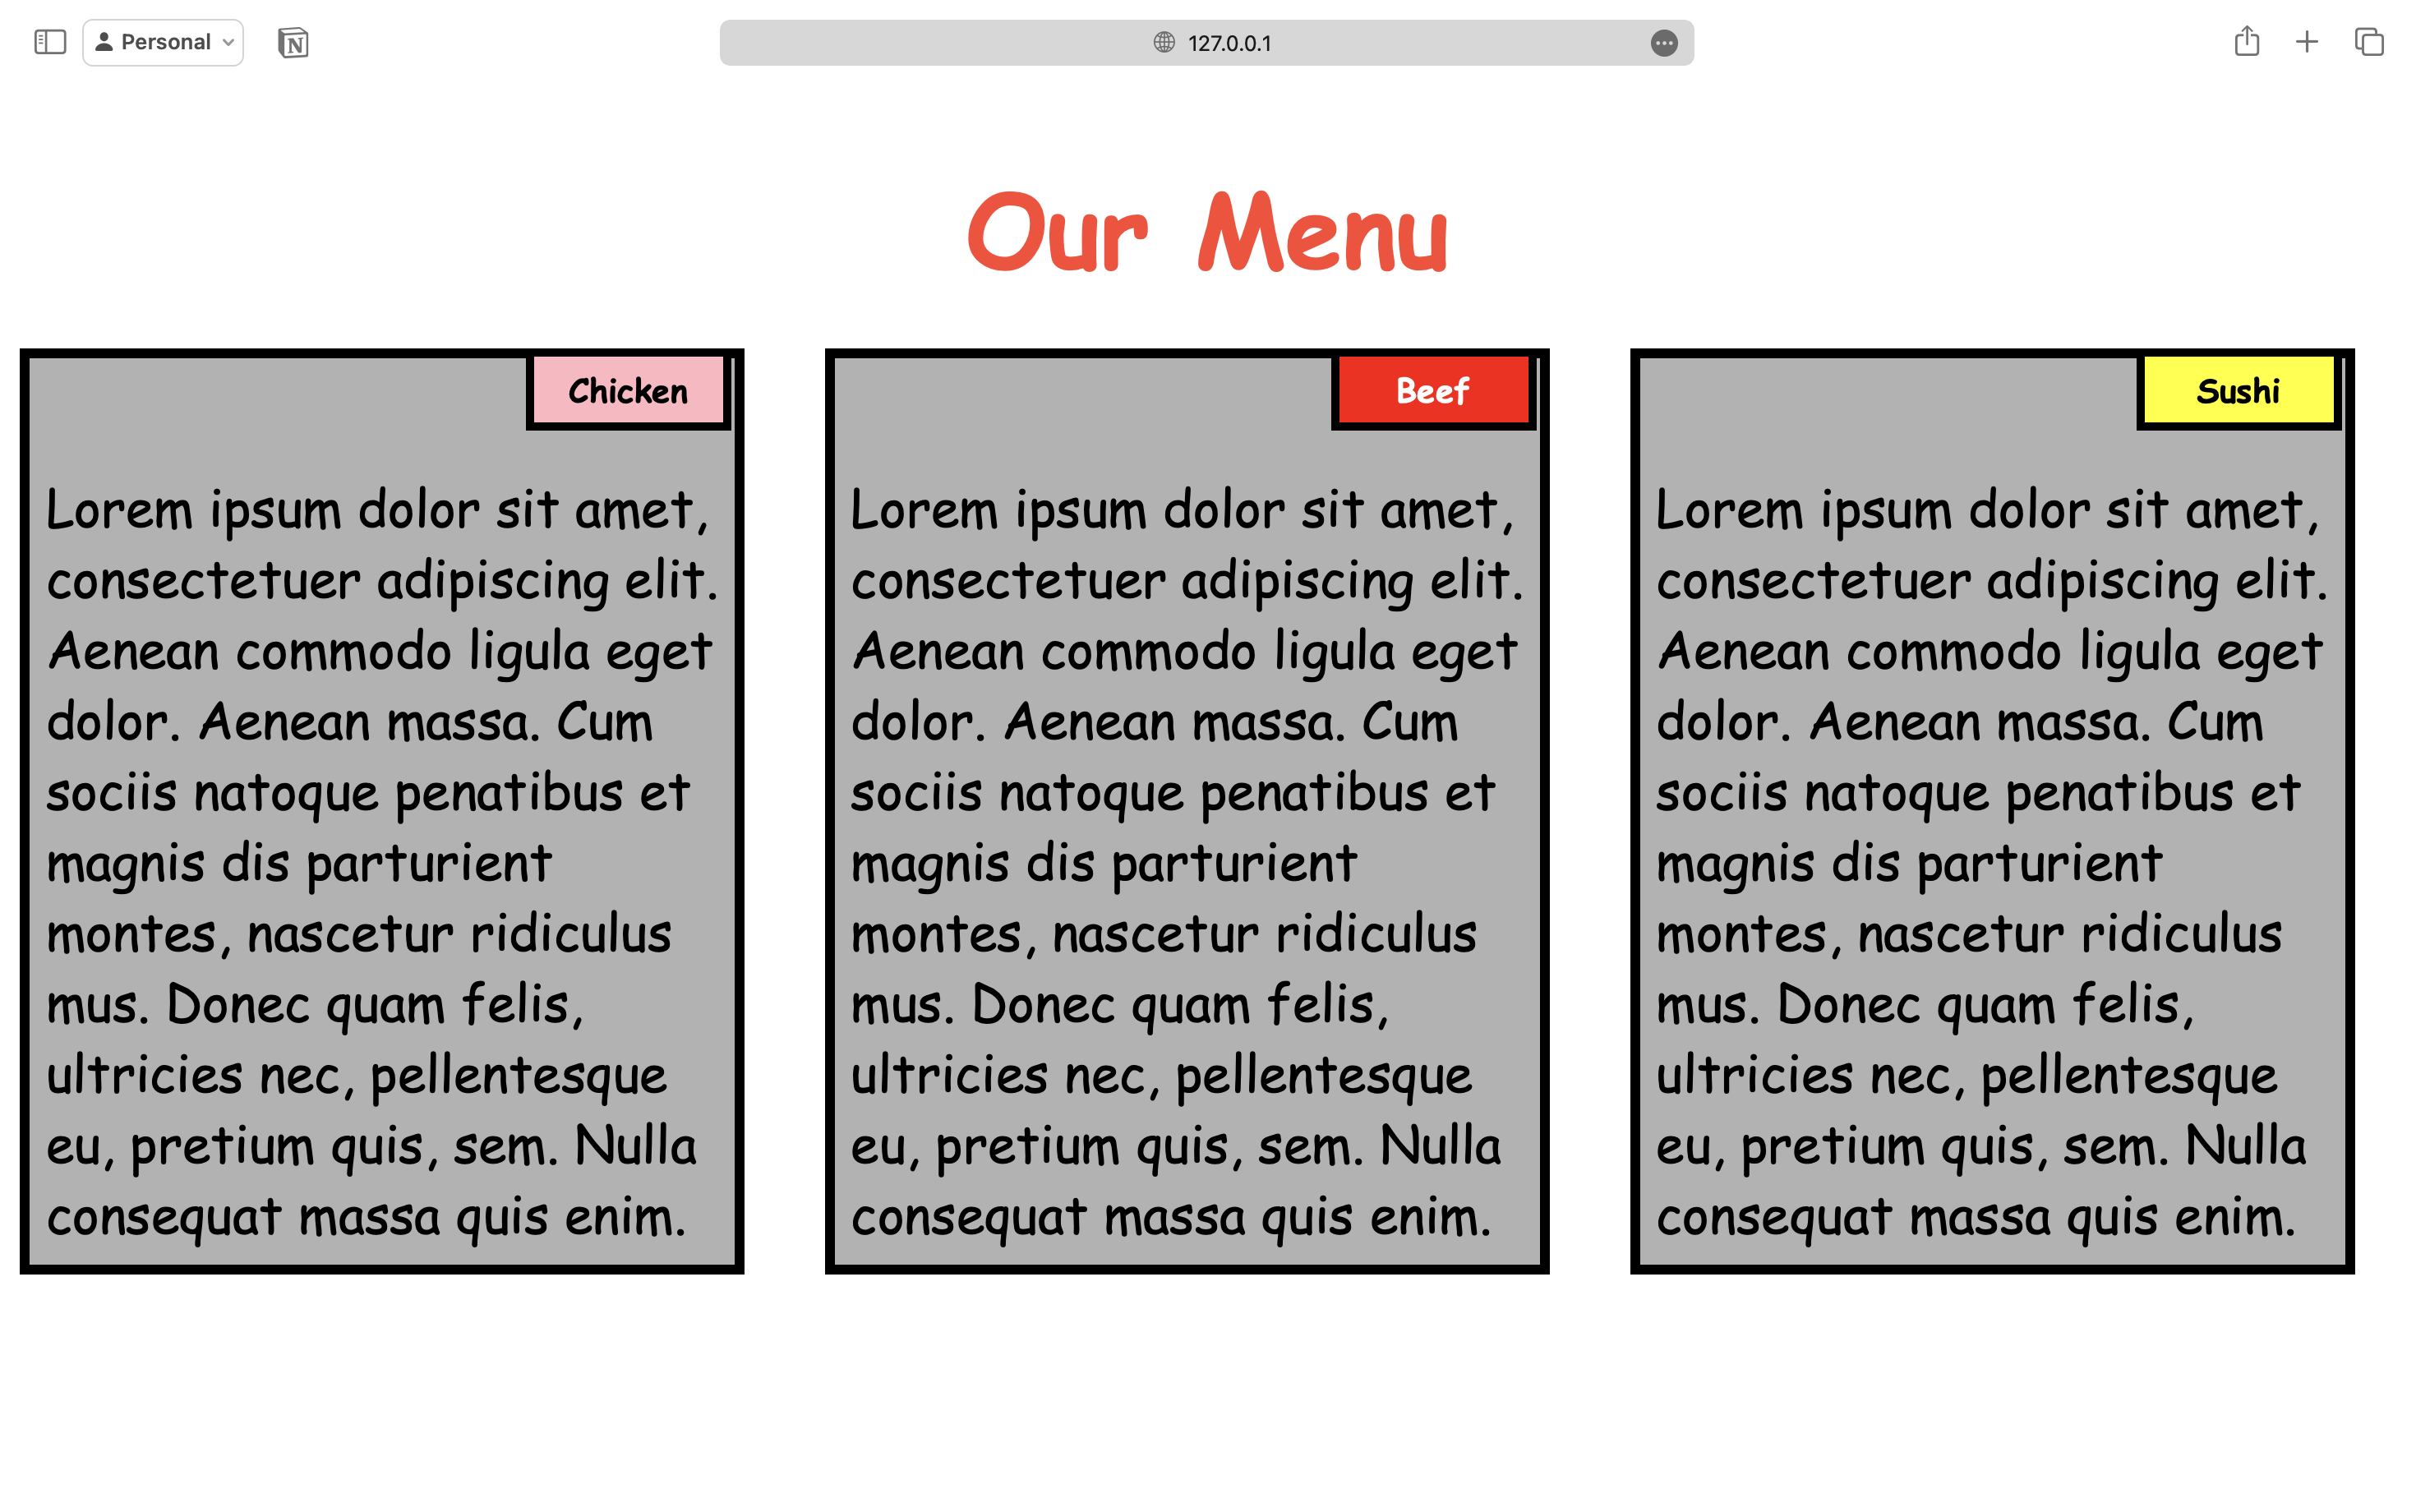 Personal
127.0.0.1
Our Menu
Chicken
Lorem ipsum dolor sit amet,
consectetuer adipiscing elit.
Aenean commodo ligula eget
dolor. Aenean massa. Cum
sociis natoque penatibus et
magnis dis parturient
montes, nascetur ridiculus
mus. Donec quam felis,
ultricies nec, pellentesque
eu, pretium quis, sem. Nulla
consequat massa quis enim.
Beef
Lorem ipsum dolor sit amet,
consectetuer adipiscing elit.
Aenean commodo ligula eget
dolor. Aenean massa. Cum
sociis natoque penatibus et
magnis dis parturient
montes, nascetur ridiculus
mus. Donec quam felis,
ultricies nec, pellentesque
eu, pretium quis, sem. Nulla
consequat massa quis enim.
Sushi
Lorem ipsum dolor sit amet,
consectetuer adipiscing elit.
Aenean commodo ligula eget
dolor. Aenean massa. Cum
sociis natoque penatibus et
magnis dis parturient
montes, nascetur ridiculus
mus. Donec quam felis,
ultricies nec, pellentesque
eu, pretium quis, sem. Nulla
consequat massa quis enim.